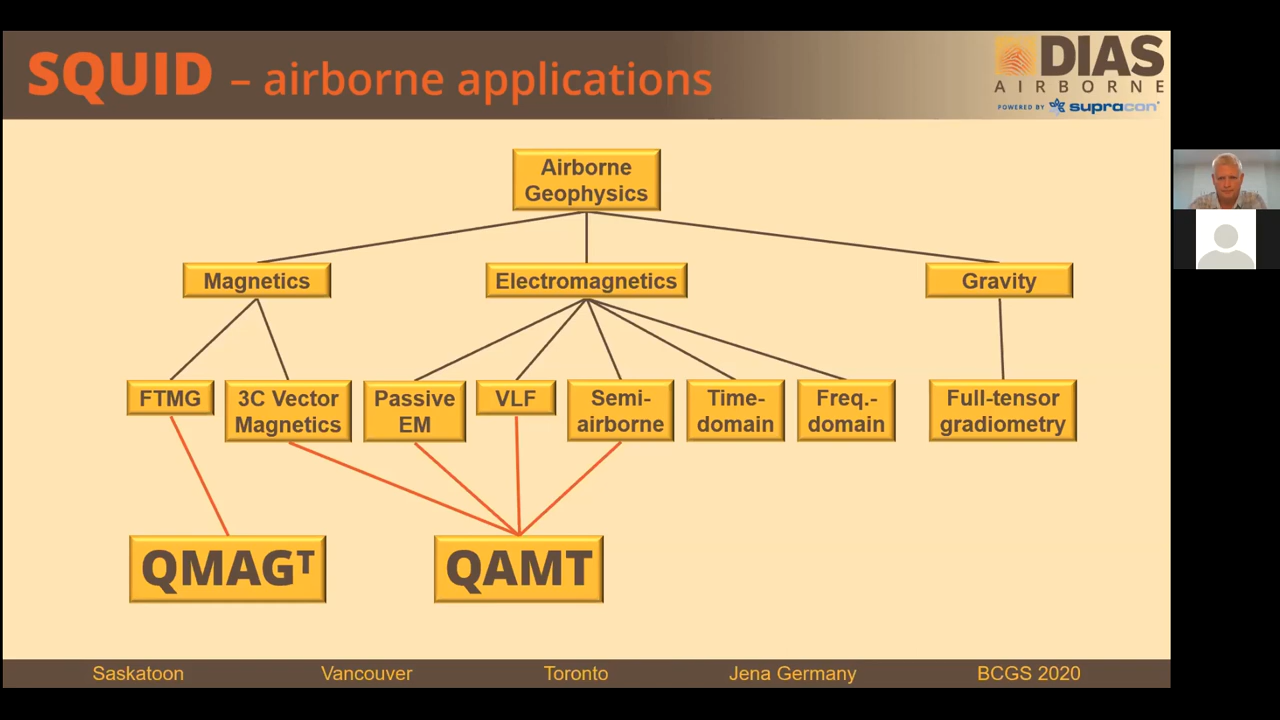 SQUID – airborne applications
DIAS
AIRBORNE
POWERED BY supracon
Airborne
Geophysics
Magnetics
Electromagnetics
Gravity
FTMG
3C Vector
Magnetics
Passive
EM
VLF
Semi-
airborne
Time-
domain
Freq.-
domain
Full-tensor
gradiometry
QMAGᵀ
QAMT
Saskatoon
Vancouver
Toronto
Jena Germany
BCGS 2020